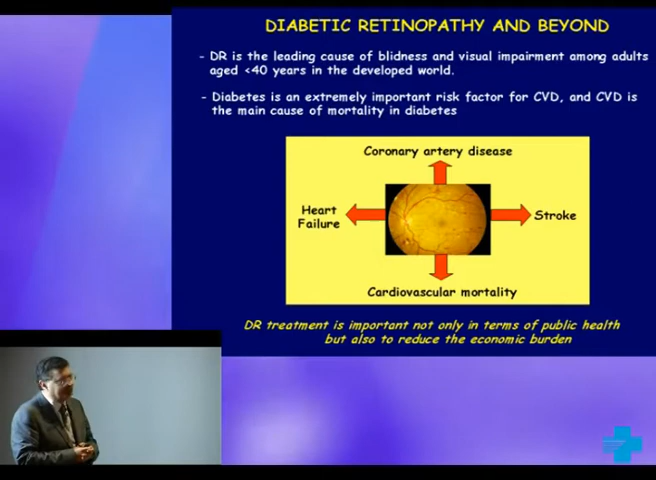 DIABETIC RETINOPATHY AND BEYOND
- DR is the leading cause of blidness and visual impairment among adults
aged <40 years in the developed world.
- Diabetes is an extremely important risk factor for CVD, and CVD is
the main cause of mortality in diabetes
Coronary artery disease
Heart
Failure
Stroke
Cardiovascular mortality
DR treatment is important not only in terms of public health
but also to reduce the economic burden